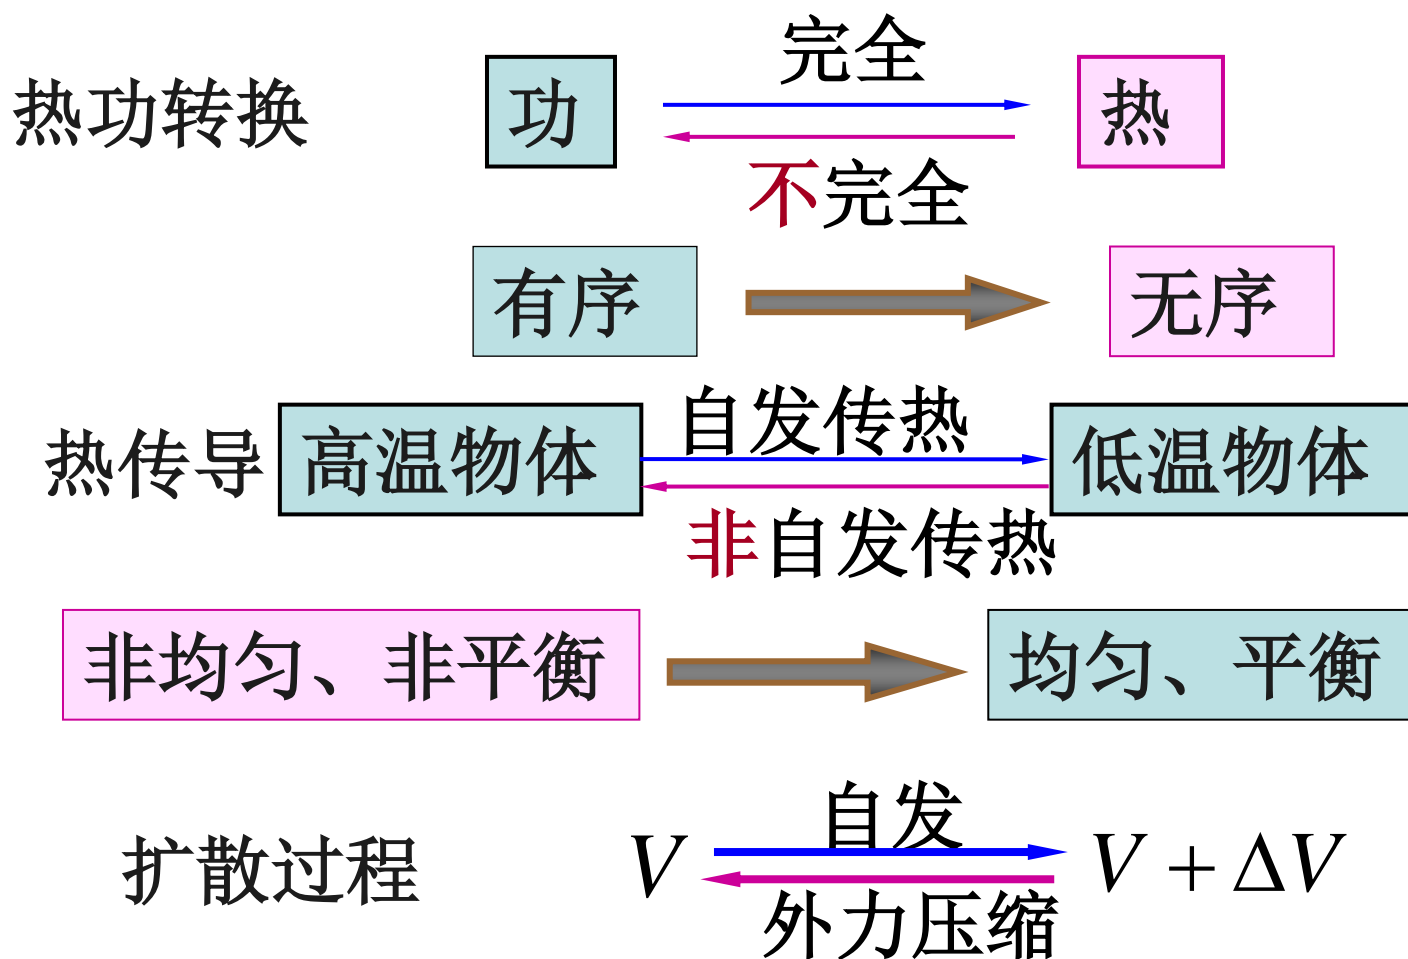 完全
热功转换 功 热
不完全
有序 无序
自发传热
热传导 高温物体 低温物体
非自发传热
非均匀、非平衡 均匀、平衡
自发
扩散过程 V V + ΔV
外力压缩